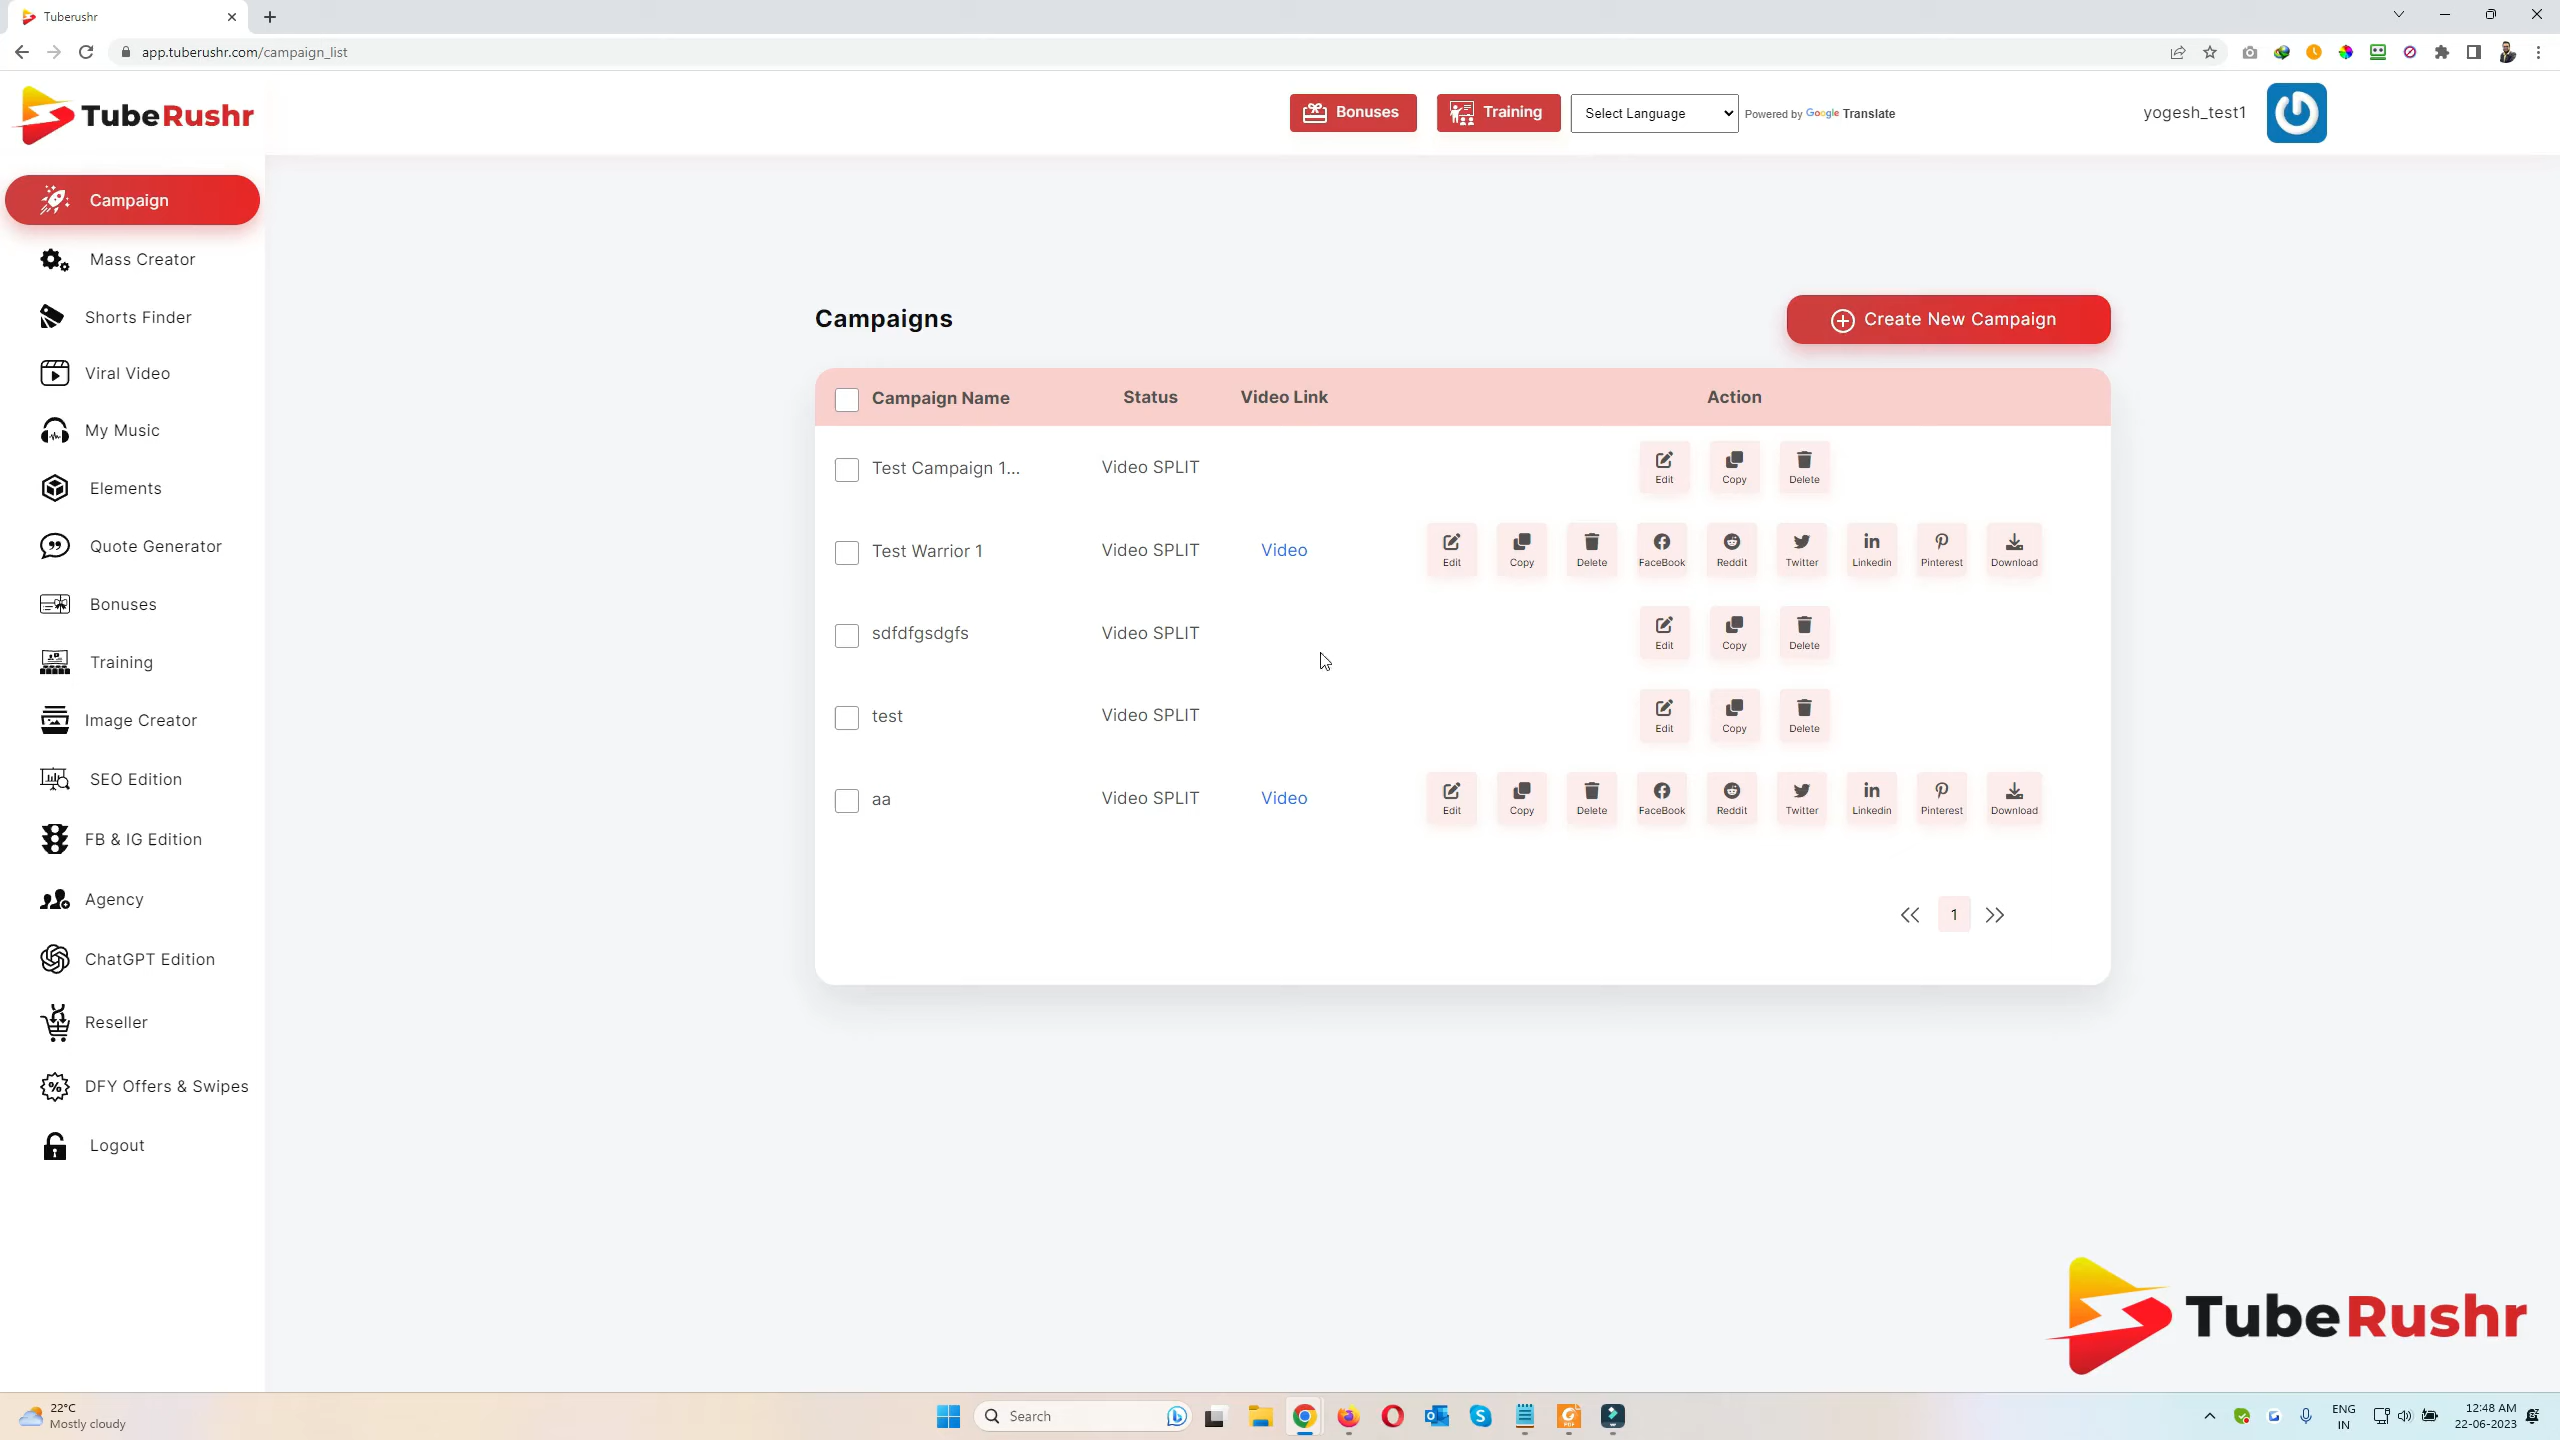 Tuberushr
app.tuberushr.com/campaign_list
TubeRushr
Bonuses
Training
Select Language
Powered by Google Translate
yogesh_test1
Campaign
Mass Creator
Shorts Finder
Viral Video
My Music
Elements
Quote Generator
Bonuses
Training
Image Creator
SEO Edition
FB & IG Edition
Agency
ChatGPT Edition
Reseller
DFY Offers & Swipes
Logout
Campaigns
Create New Campaign
Campaign Name Status Video Link Action
Test Campaign 1... Video SPLIT
Edit Copy Delete
Test Warrior 1 Video SPLIT Video
Edit Copy Delete FaceBook Reddit Twitter Linkedin Pinterest Download
sdfdfgsdgfs Video SPLIT
Edit Copy Delete
test Video SPLIT
Edit Copy Delete
aa Video SPLIT Video
Edit Copy Delete FaceBook Reddit Twitter Linkedin Pinterest Download
1
TubeRushr
22°C
Mostly cloudy
Search
ENG
IN
12:48 AM
22-06-2023